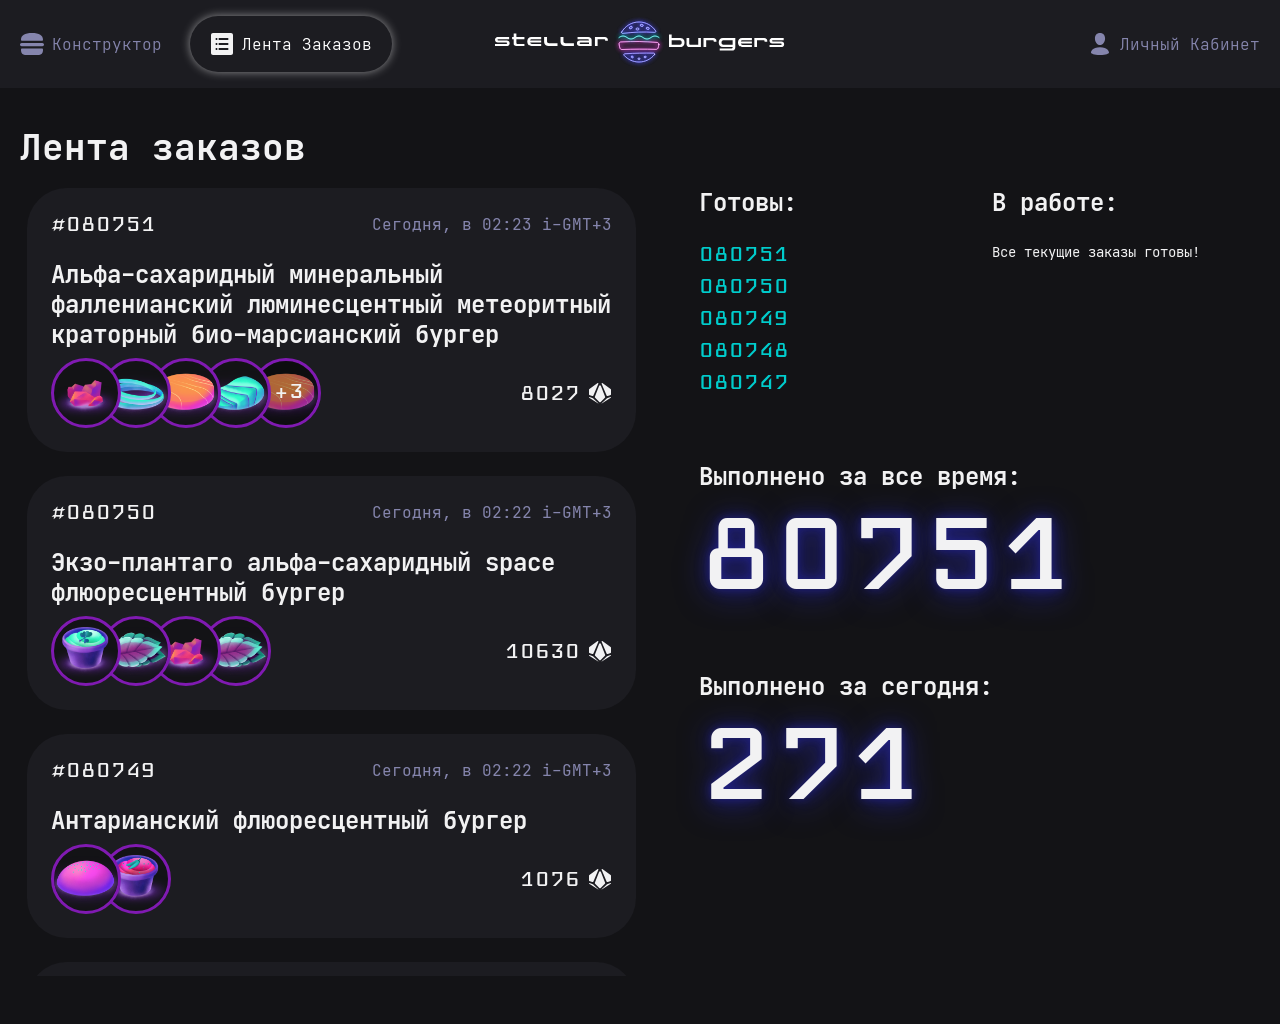 Конструктор
Лента Заказов
stellar burgers
Личный Кабинет
Лента заказов
#080751
Сегодня, в 02:23 i-GMT+3
Альфа-сахаридный минеральный
фалленианский люминесцентный метеоритный
краторный био-марсианский бургер
+3
8027
#080750
Сегодня, в 02:22 i-GMT+3
Экзо-плантаго альфа-сахаридный space
флюоресцентный бургер
10630
#080749
Сегодня, в 02:22 i-GMT+3
Антарианский флюоресцентный бургер
1076
Готовы:
080751
080750
080749
080748
080747
В работе:
Все текущие заказы готовы!
Выполнено за все время:
80751
Выполнено за сегодня:
271